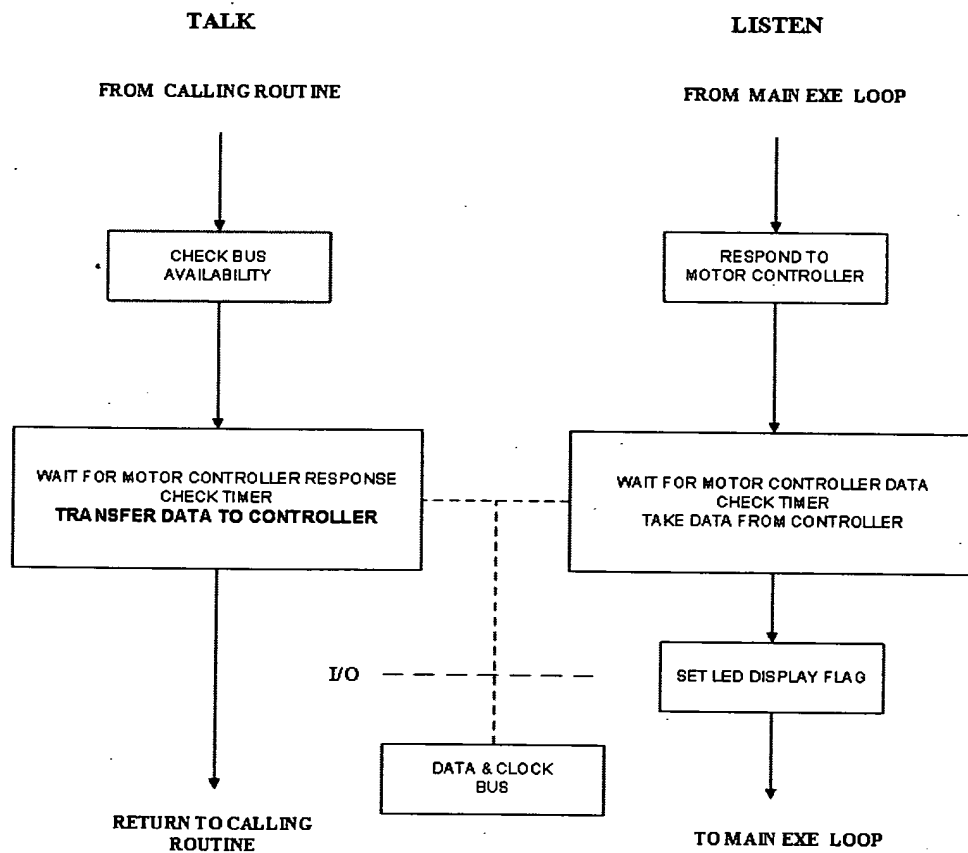 TALK
FROM CALLING ROUTINE
CHECK BUS
AVAILABILITY
WAIT FOR MOTOR CONTROLLER RESPONSE
CHECK TIMER
TRANSFER DATA TO CONTROLLER
RETURN TO CALLING
ROUTINE
LISTEN
FROM MAIN EXE LOOP
RESPOND TO
MOTOR CONTROLLER
WAIT FOR MOTOR CONTROLLER DATA
CHECK TIMER
TAKE DATA FROM CONTROLLER
SET LED DISPLAY FLAG
TO MAIN EXE LOOP
I/O
DATA & CLOCK
BUS